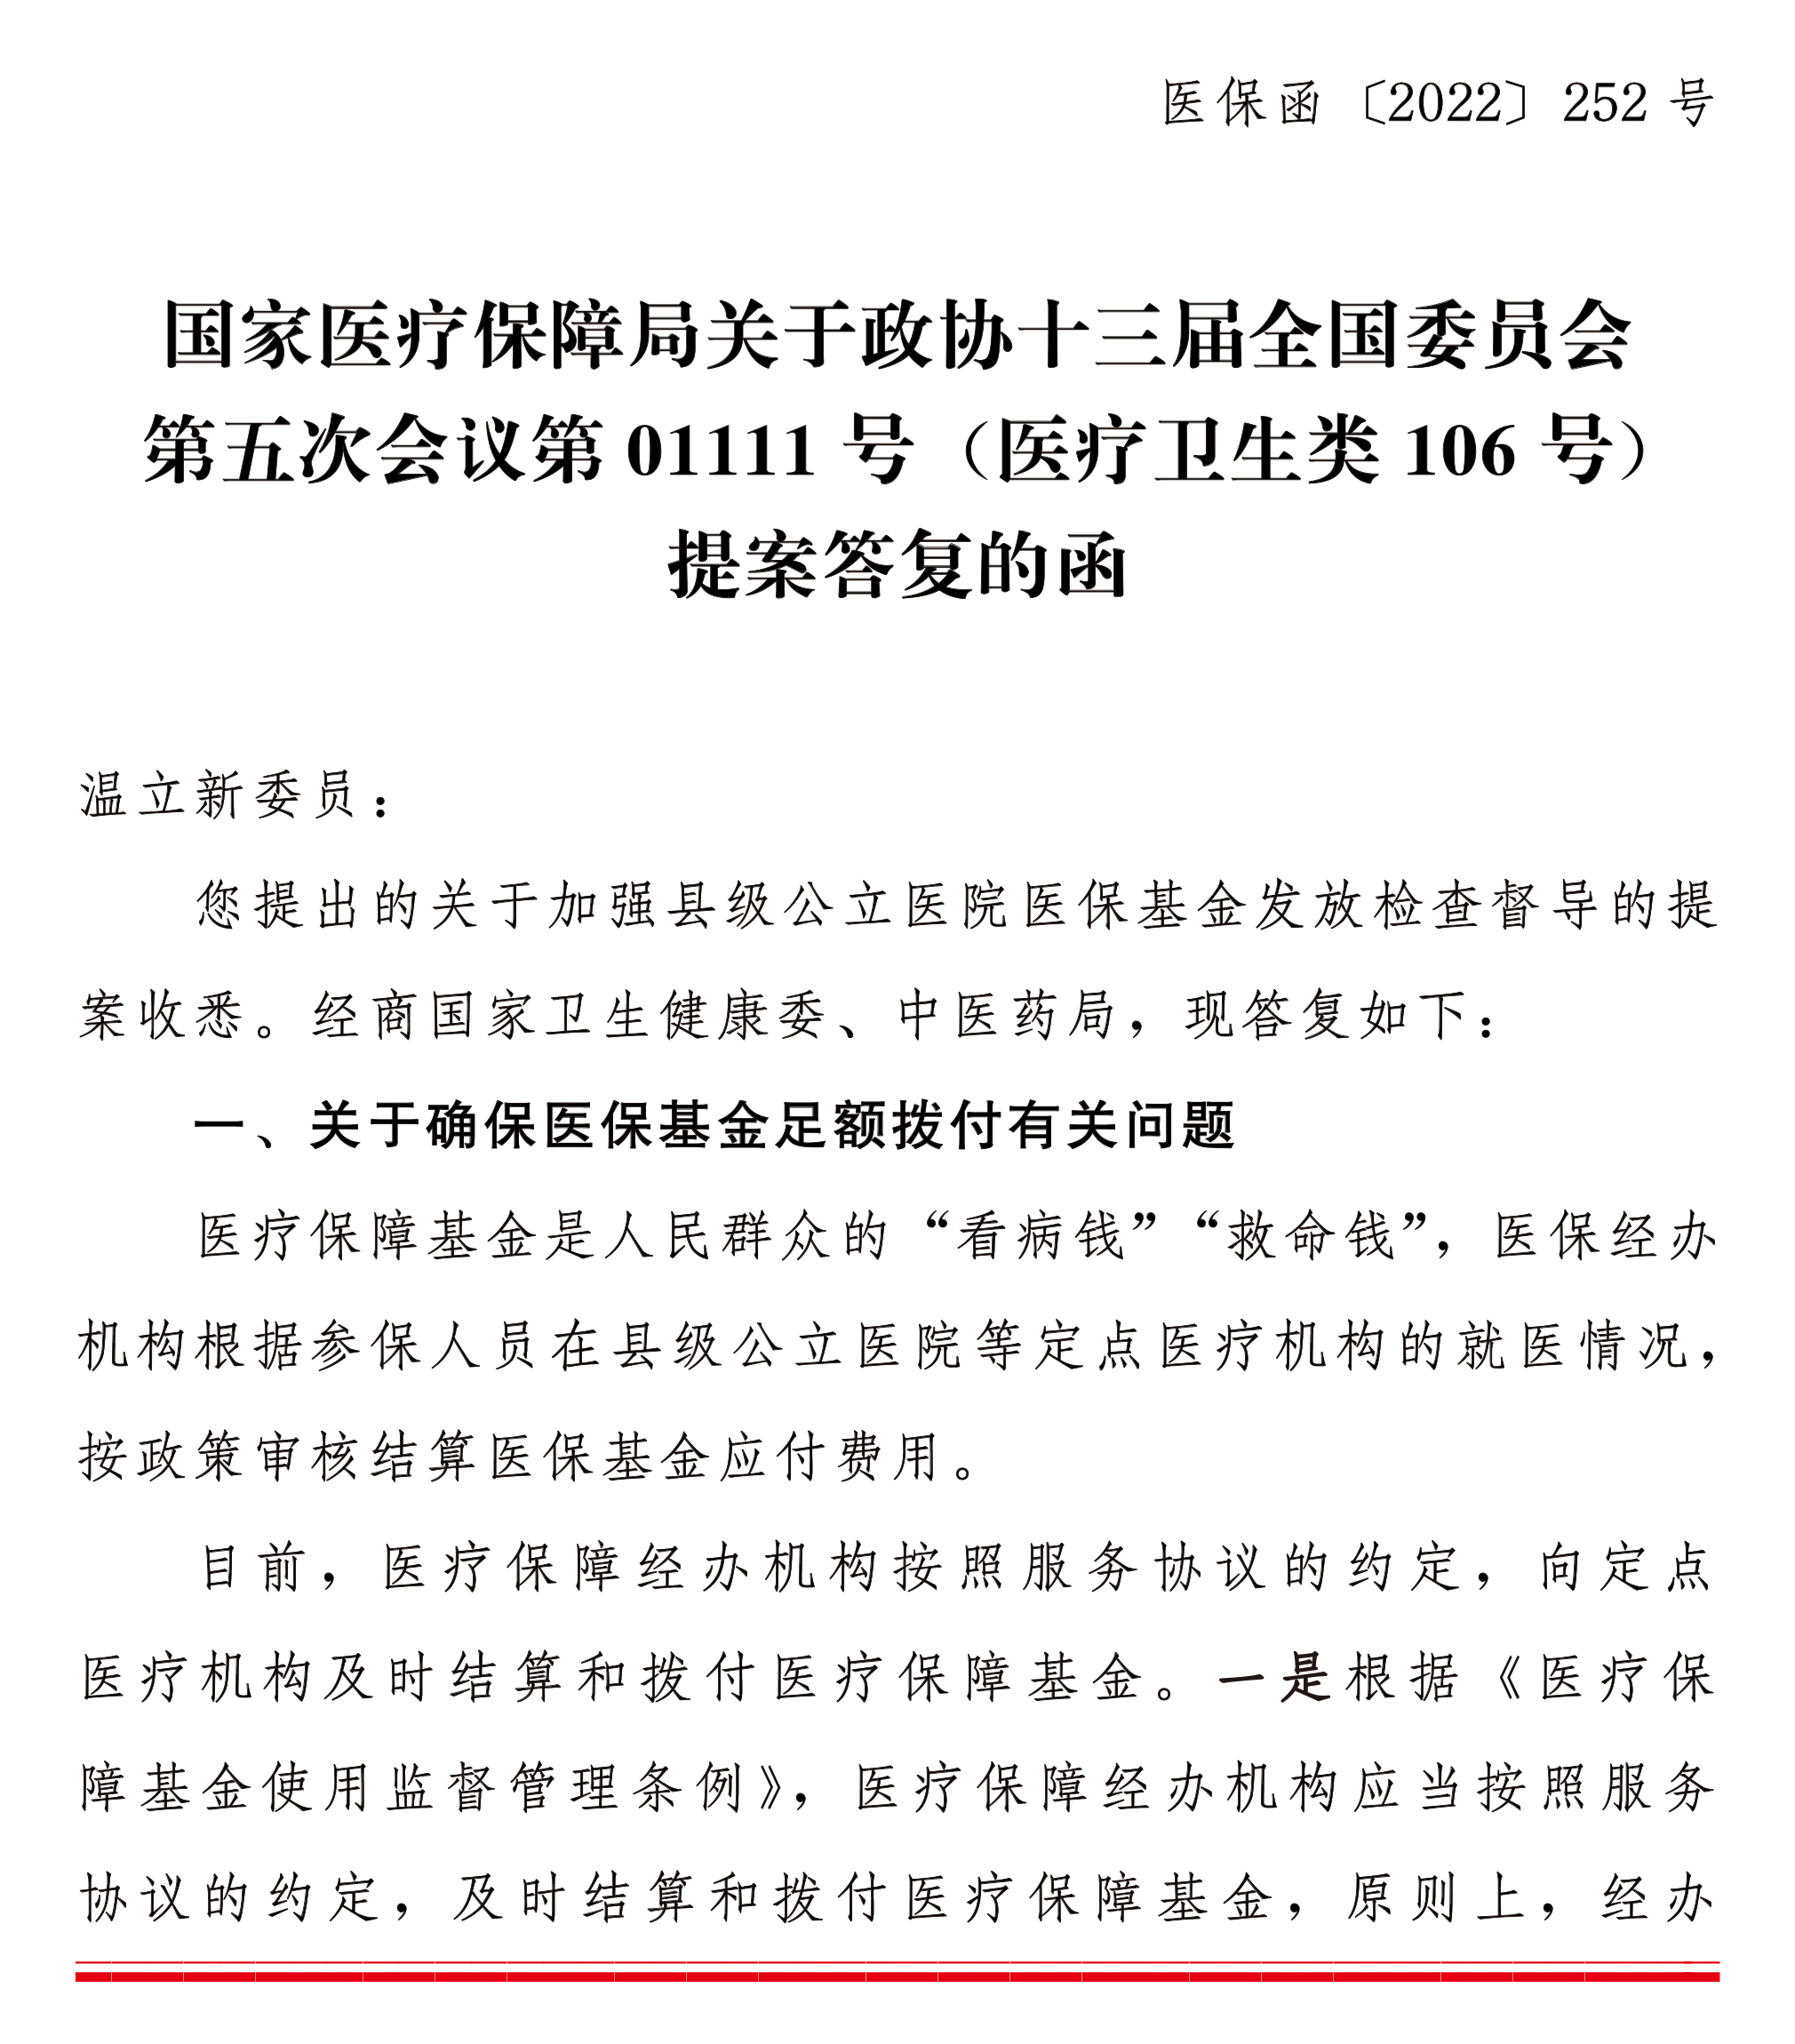 医保函〔2022〕252 号
国家医疗保障局关于政协十三届全国委员会
第五次会议第 01111 号（医疗卫生类 106 号）
提案答复的函
温立新委员：
您提出的关于加强县级公立医院医保基金发放检查督导的提
案收悉。经商国家卫生健康委、中医药局，现答复如下：
一、关于确保医保基金足额拨付有关问题
医疗保障基金是人民群众的“看病钱”“救命钱”，医保经办
机构根据参保人员在县级公立医院等定点医疗机构的就医情况，
按政策审核结算医保基金应付费用。
目前，医疗保障经办机构按照服务协议的约定，向定点
医疗机构及时结算和拨付医疗保障基金。一是根据《医疗保
障基金使用监督管理条例》，医疗保障经办机构应当按照服务
协议的约定，及时结算和拨付医疗保障基金，原则上，经办